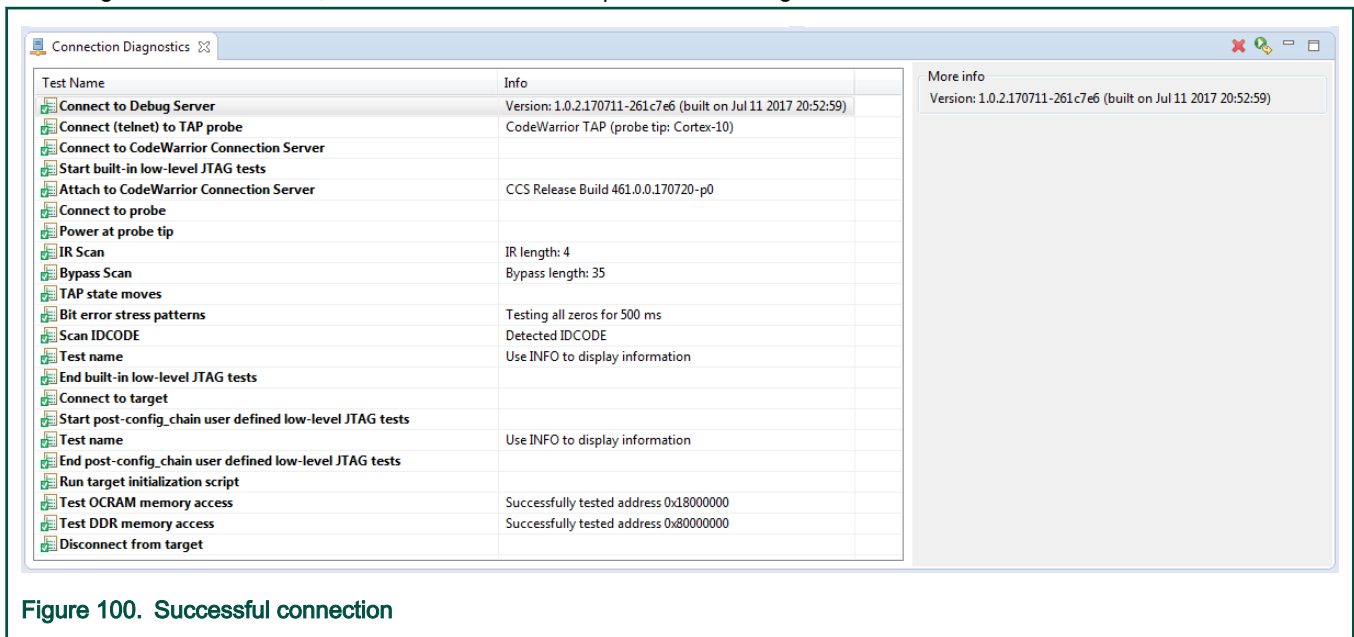 Connection Diagnostics
Test Name Info
Connect to Debug Server Version: 1.0.2.170711-261c7e6 (built on Jul 11 2017 20:52:59)
Connect (telnet) to TAP probe CodeWarrior TAP (probe tip: Cortex-10)
Connect to CodeWarrior Connection Server
Start built-in low-level JTAG tests
Attach to CodeWarrior Connection Server CCS Release Build 461.0.0.170720-p0
Connect to probe
Power at probe tip
IR Scan IR length: 4
Bypass Scan Bypass length: 35
TAP state moves
Bit error stress patterns Testing all zeros for 500 ms
Scan IDCODE Detected IDCODE
Test name Use INFO to display information
End built-in low-level JTAG tests
Connect to target
Start post-config_chain user defined low-level JTAG tests
Test name Use INFO to display information
End post-config_chain user defined low-level JTAG tests
Run target initialization script
Test OCRAM memory access Successfully tested address 0x18000000
Test DDR memory access Successfully tested address 0x80000000
Disconnect from target
More info
Version: 1.0.2.170711-261c7e6 (built on Jul 11 2017 20:52:59)
Figure 100. Successful connection